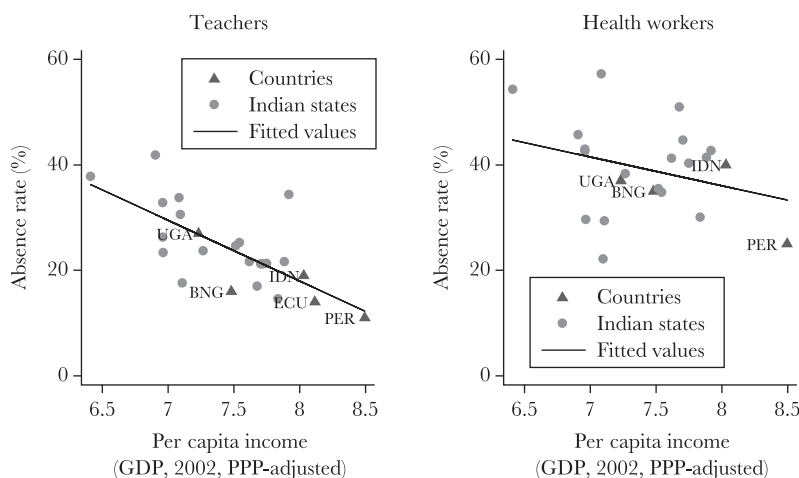 Teachers
Health workers
60
40
20
0
Absence rate (%)
Countries
Indian states
Fitted values
UGA
BNG
IDN
ECU
PER
6.5
7
7.5
8
8.5
Per capita income
(GDP, 2002, PPP-adjusted)
60
40
20
0
Absence rate (%)
IDN
UGA
BNG
PER
Countries
Indian states
Fitted values
6.5
7
7.5
8
8.5
Per capita income
(GDP, 2002, PPP-adjusted)